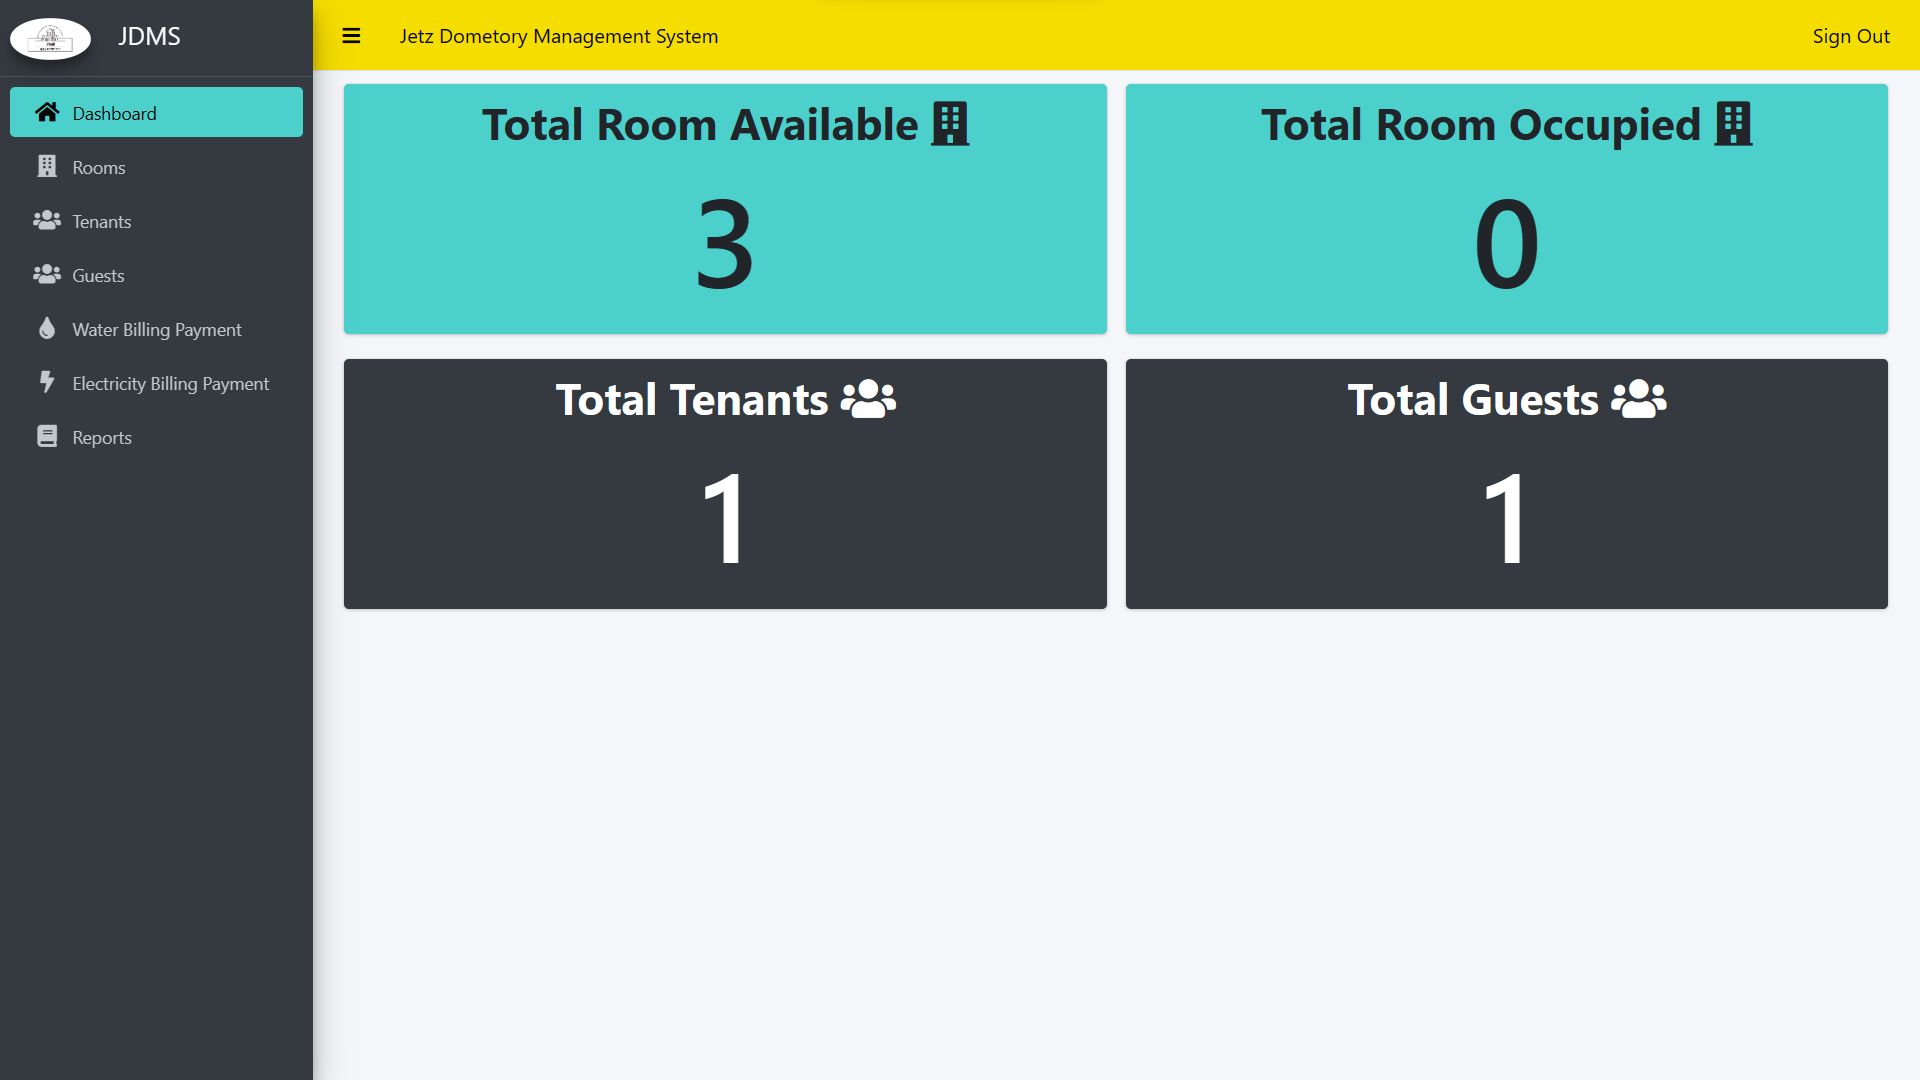 JDMS
Jetz Dometory Management System
Sign Out
Dashboard
Rooms
Tenants
Guests
Water Billing Payment
Electricity Billing Payment
Reports
Total Room Available
3
Total Room Occupied
0
Total Tenants
1
Total Guests
1